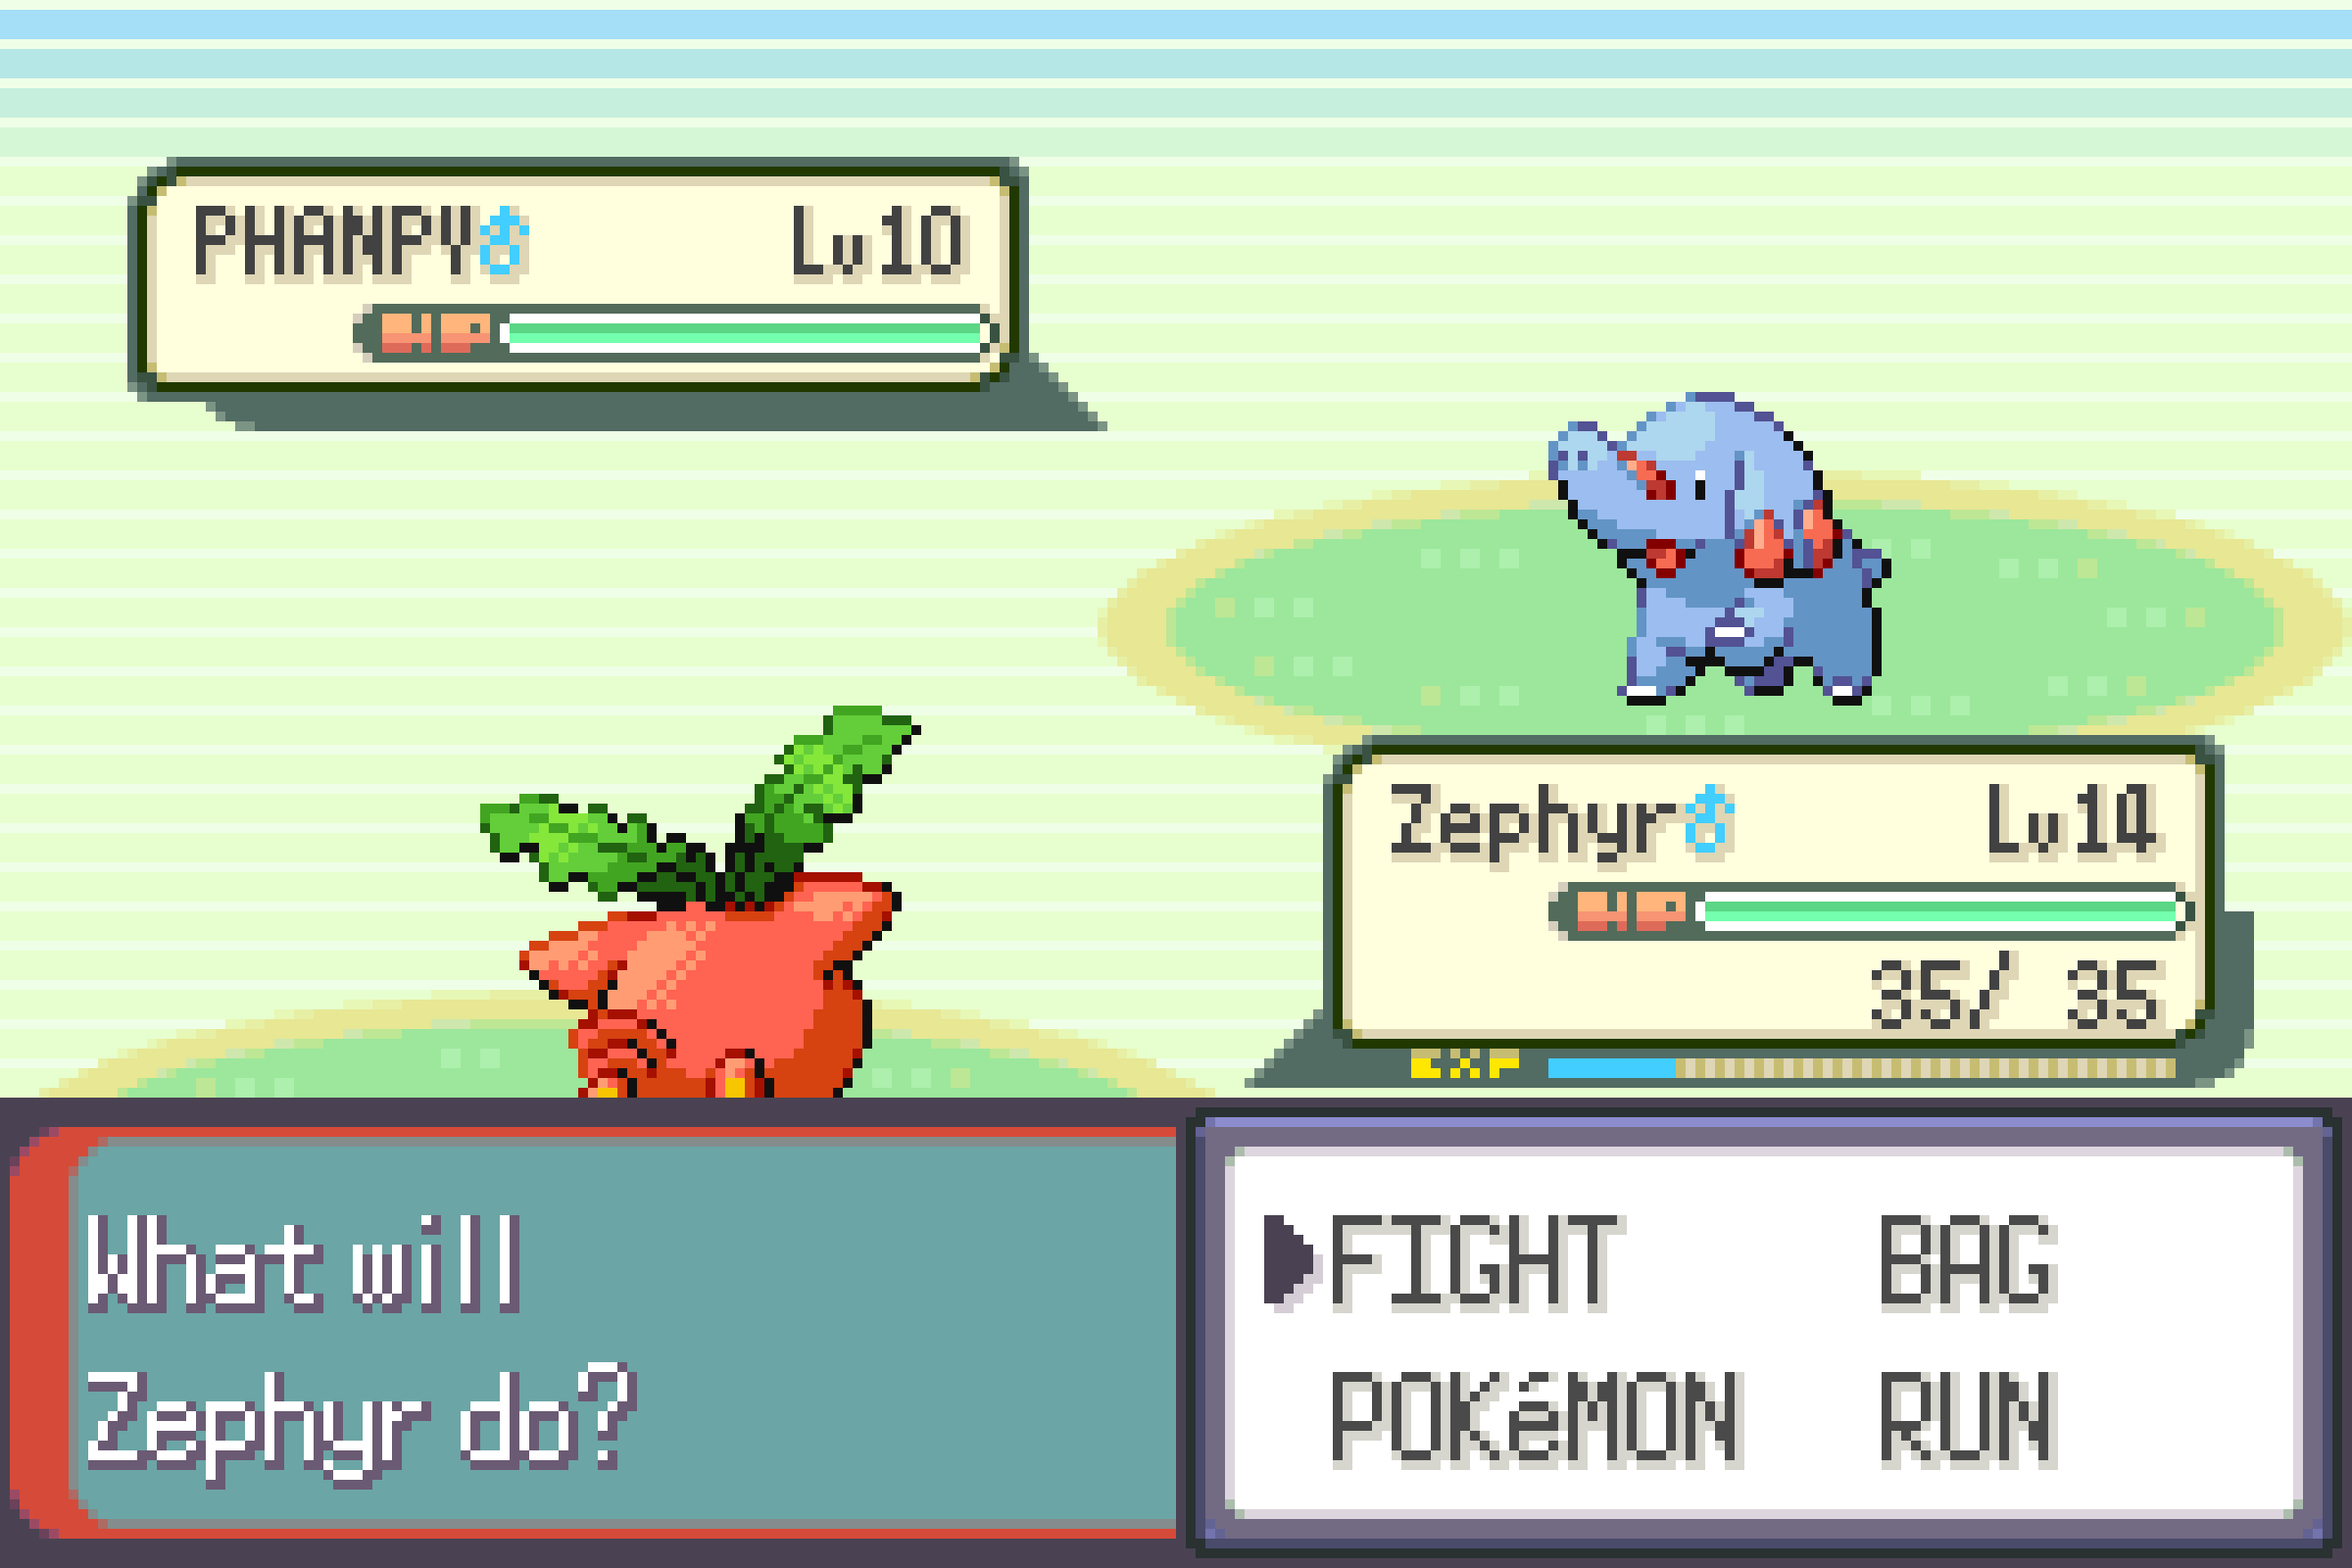 PHANPY♂ Lv10
HP
Zephyr♂ Lv14
HP
35/ 35
EXP
What will
Zephyr do?
FIGHT BAG
POKéMON RUN